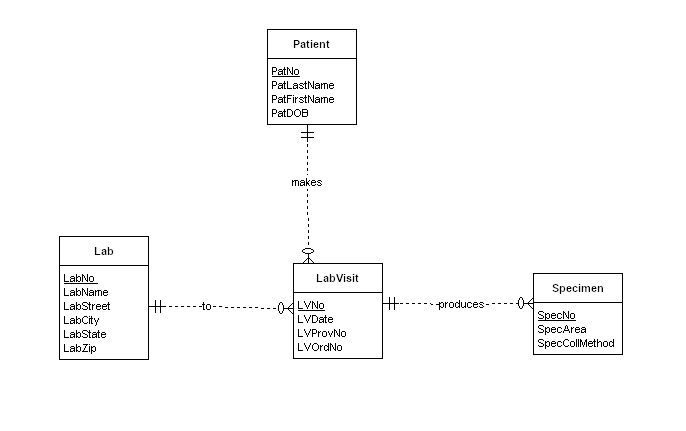 Patient
PatNo
PatLastName
PatFirstName
PatDOB
makes
Lab
LabNo
LabName
LabStreet
LabCity
LabState
LabZip
to
LabVisit
LVNo
LVDate
LVProvNo
LVOrdNo
produces
Specimen
SpecNo
SpecArea
SpecCollMethod